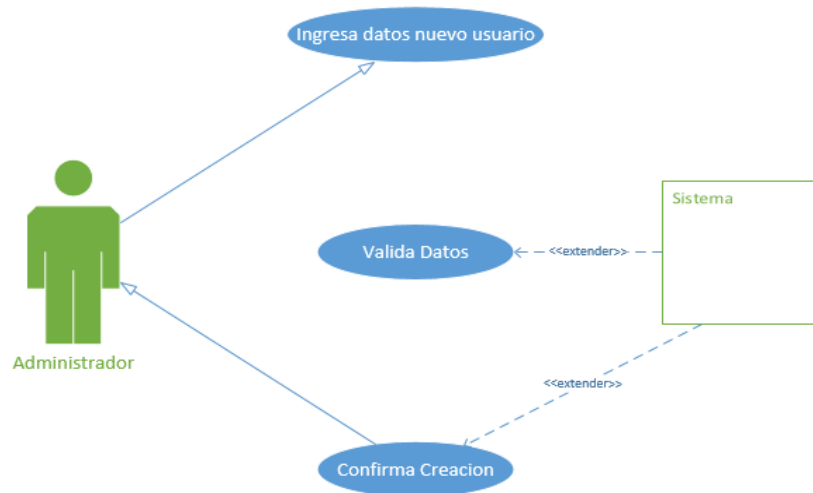 Ingresa datos nuevo usuario
Sistema
Valida Datos
<<extender>>
Administrador
<<extender>>
Confirma Creacion